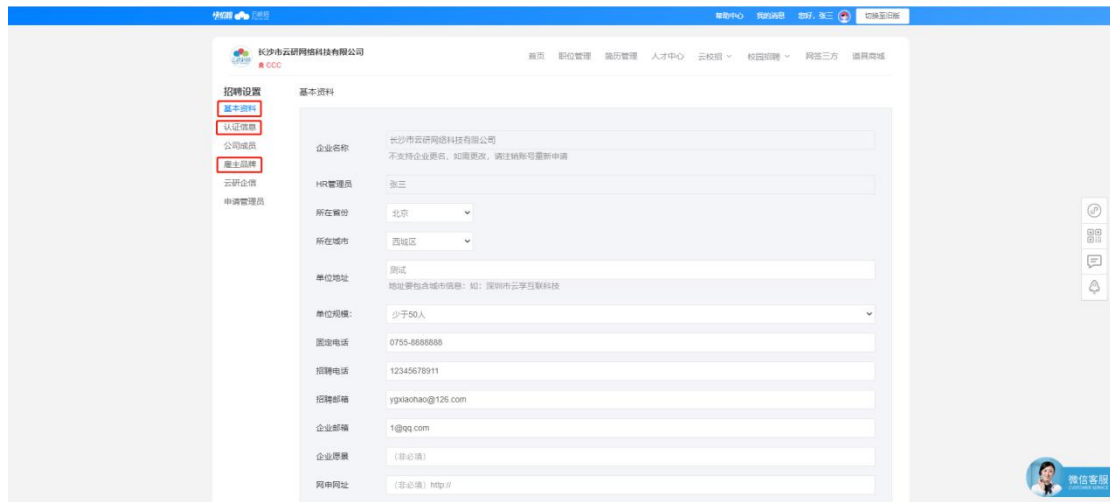 帮助中心 我的消息 您好, 张三 切换至旧版
长沙市云研网络科技有限公司
CCC
首页 职位管理 简历管理 人才中心 云校招 校园招聘 网签三方 道具商城
招聘设置
基本资料
认证信息
公司成员
雇主品牌
云研企信
申请管理员
基本资料
企业名称 长沙市云研网络科技有限公司
不支持企业更名，如需更改，请注销账号重新申请
HR管理员 张三
所在省份 北京
所在城市 西城区
单位地址 测试
地址要包含城市信息：如：深圳市云孚互联科技
单位规模： 少于50人
固定电话 0755-8888888
招聘电话 12345678911
招聘邮箱 ygxiaohao@126.com
企业邮箱 1@qq.com
企业愿景 （非必填）
网申网址 （非必填）http://
微信客服